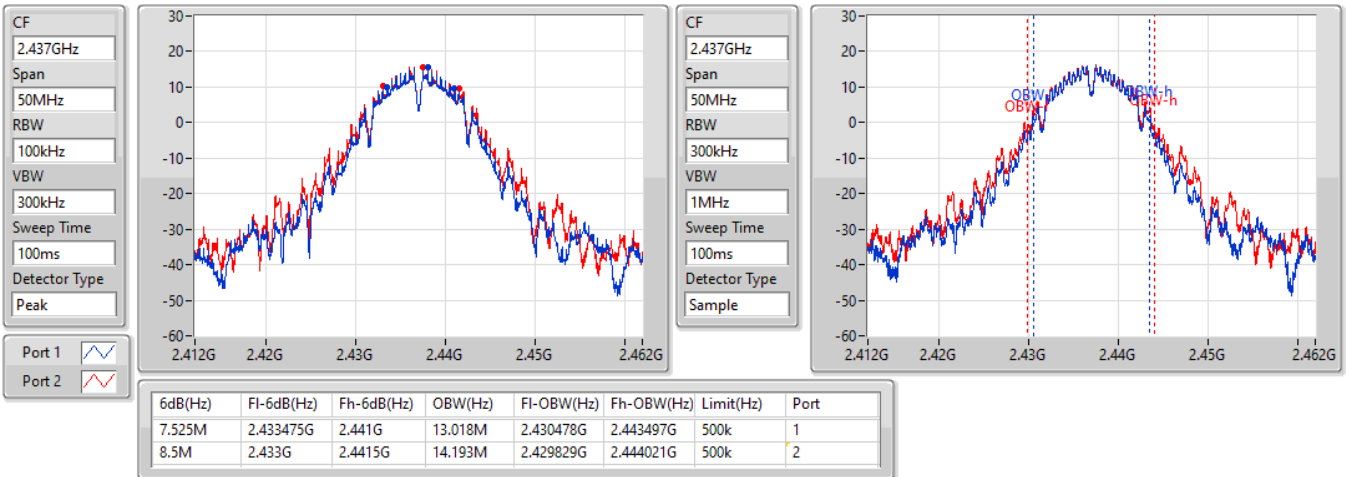 CF
2.437GHz
Span
50MHz
RBW
100kHz
VBW
300kHz
Sweep Time
100ms
Detector Type
Peak
Port 1
Port 2
30
20
10
0
-10
-20
-30
-40
-50
-60
2.412G 2.42G 2.43G 2.44G 2.45G 2.462G
CF
2.437GHz
Span
50MHz
RBW
300kHz
VBW
1MHz
Sweep Time
100ms
Detector Type
Sample
30
20
10
0
-10
-20
-30
-40
-50
-60
OBW-h
OBW-h
2.412G 2.42G 2.43G 2.44G 2.45G 2.462G
6dB(Hz) Fl-6dB(Hz) Fh-6dB(Hz) OBW(Hz) Fl-OBW(Hz) Fh-OBW(Hz) Limit(Hz) Port
7.525M 2.433475G 2.441G 13.018M 2.430478G 2.443497G 500k 1
8.5M 2.433G 2.4415G 14.193M 2.429829G 2.444021G 500k 2